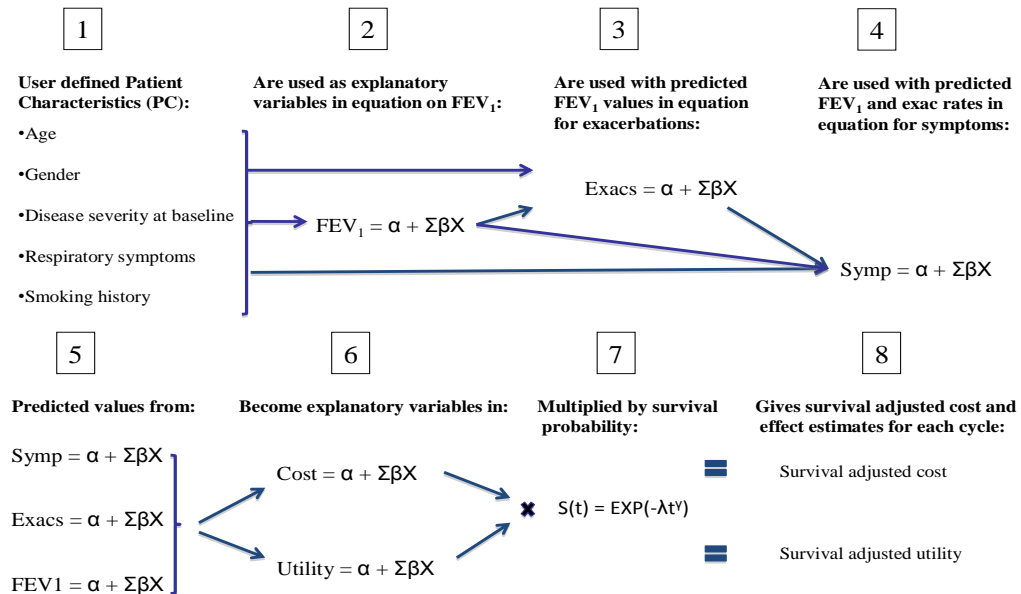 1
User defined Patient
Characteristics (PC):
•Age
•Gender
•Disease severity at baseline
•Respiratory symptoms
•Smoking history
2
Are used as explanatory
variables in equation on FEV₁:
FEV₁ = α + ΣβX
3
Are used with predicted
FEV₁ values in equation
for exacerbations:
Exacs = α + ΣβX
4
Are used with predicted
FEV₁ and exac rates in
equation for symptoms:
Symp = α + ΣβX
5
Predicted values from:
Symp = α + ΣβX
Exacs = α + ΣβX
FEV1 = α + ΣβX
6
Become explanatory variables in:
Cost = α + ΣβX
Utility = α + ΣβX
7
Multiplied by survival
probability:
× S(t) = EXP(-λtᵞ)
8
Gives survival adjusted cost and
effect estimates for each cycle:
= Survival adjusted cost
= Survival adjusted utility